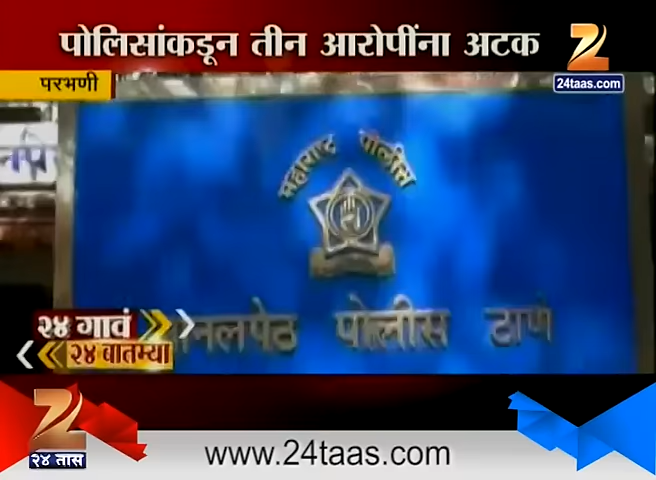 पोलिसांकडून तीन आरोपींना अटक
24taas.com
परभणी
महाराष्ट्र पोलीस
नलपेठ पोलीस ठाणे
२४ गावं
२४ बातम्या
२४ तास
www.24taas.com